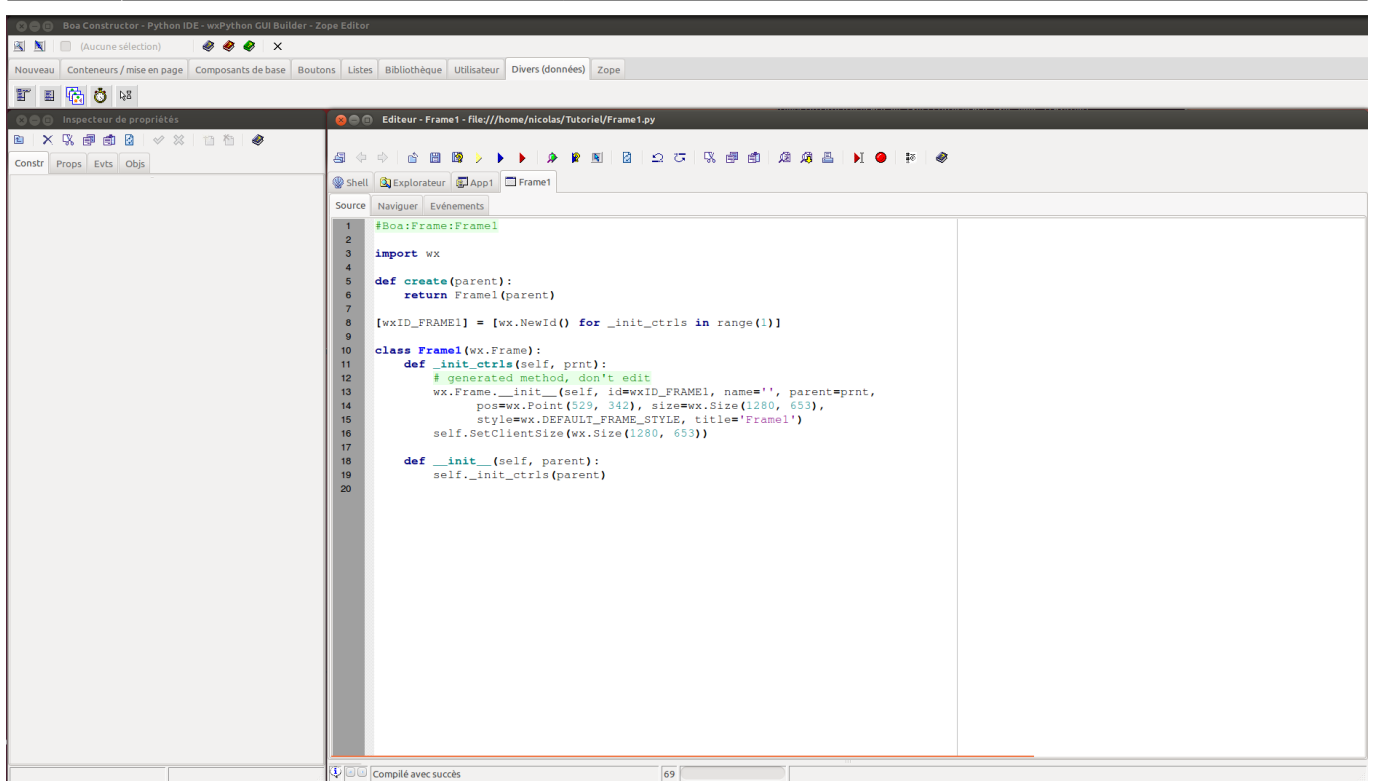 Boa Constructor - Python IDE - wxPython GUI Builder - Zope Editor
(Aucune sélection)
Nouveau Conteneurs / mise en page Composants de base Boutons Listes Bibliothèque Utilisateur Divers (données) Zope
Inspecteur de propriétés
Constr Props Evts Objs
Editeur - Frame1 - file:///home/nicolas/Tutoriel/Frame1.py
Shell Explorateur App1 Frame1
Source Naviguer Evénements
1 #Boa:Frame:Frame1
2
3 import wx
4
5 def create(parent):
6     return Frame1(parent)
7
8 [wxID_FRAME1] = [wx.NewId() for _init_ctrls in range(1)]
9
10 class Frame1(wx.Frame):
11     def _init_ctrls(self, prnt):
12         # generated method, don't edit
13         wx.Frame.__init__(self, id=wxID_FRAME1, name='', parent=prnt,
14               pos=wx.Point(529, 342), size=wx.Size(1280, 653),
15               style=wx.DEFAULT_FRAME_STYLE, title='Frame1')
16         self.SetClientSize(wx.Size(1280, 653))
17
18     def __init__(self, parent):
19         self._init_ctrls(parent)
20
Compilé avec succès 69